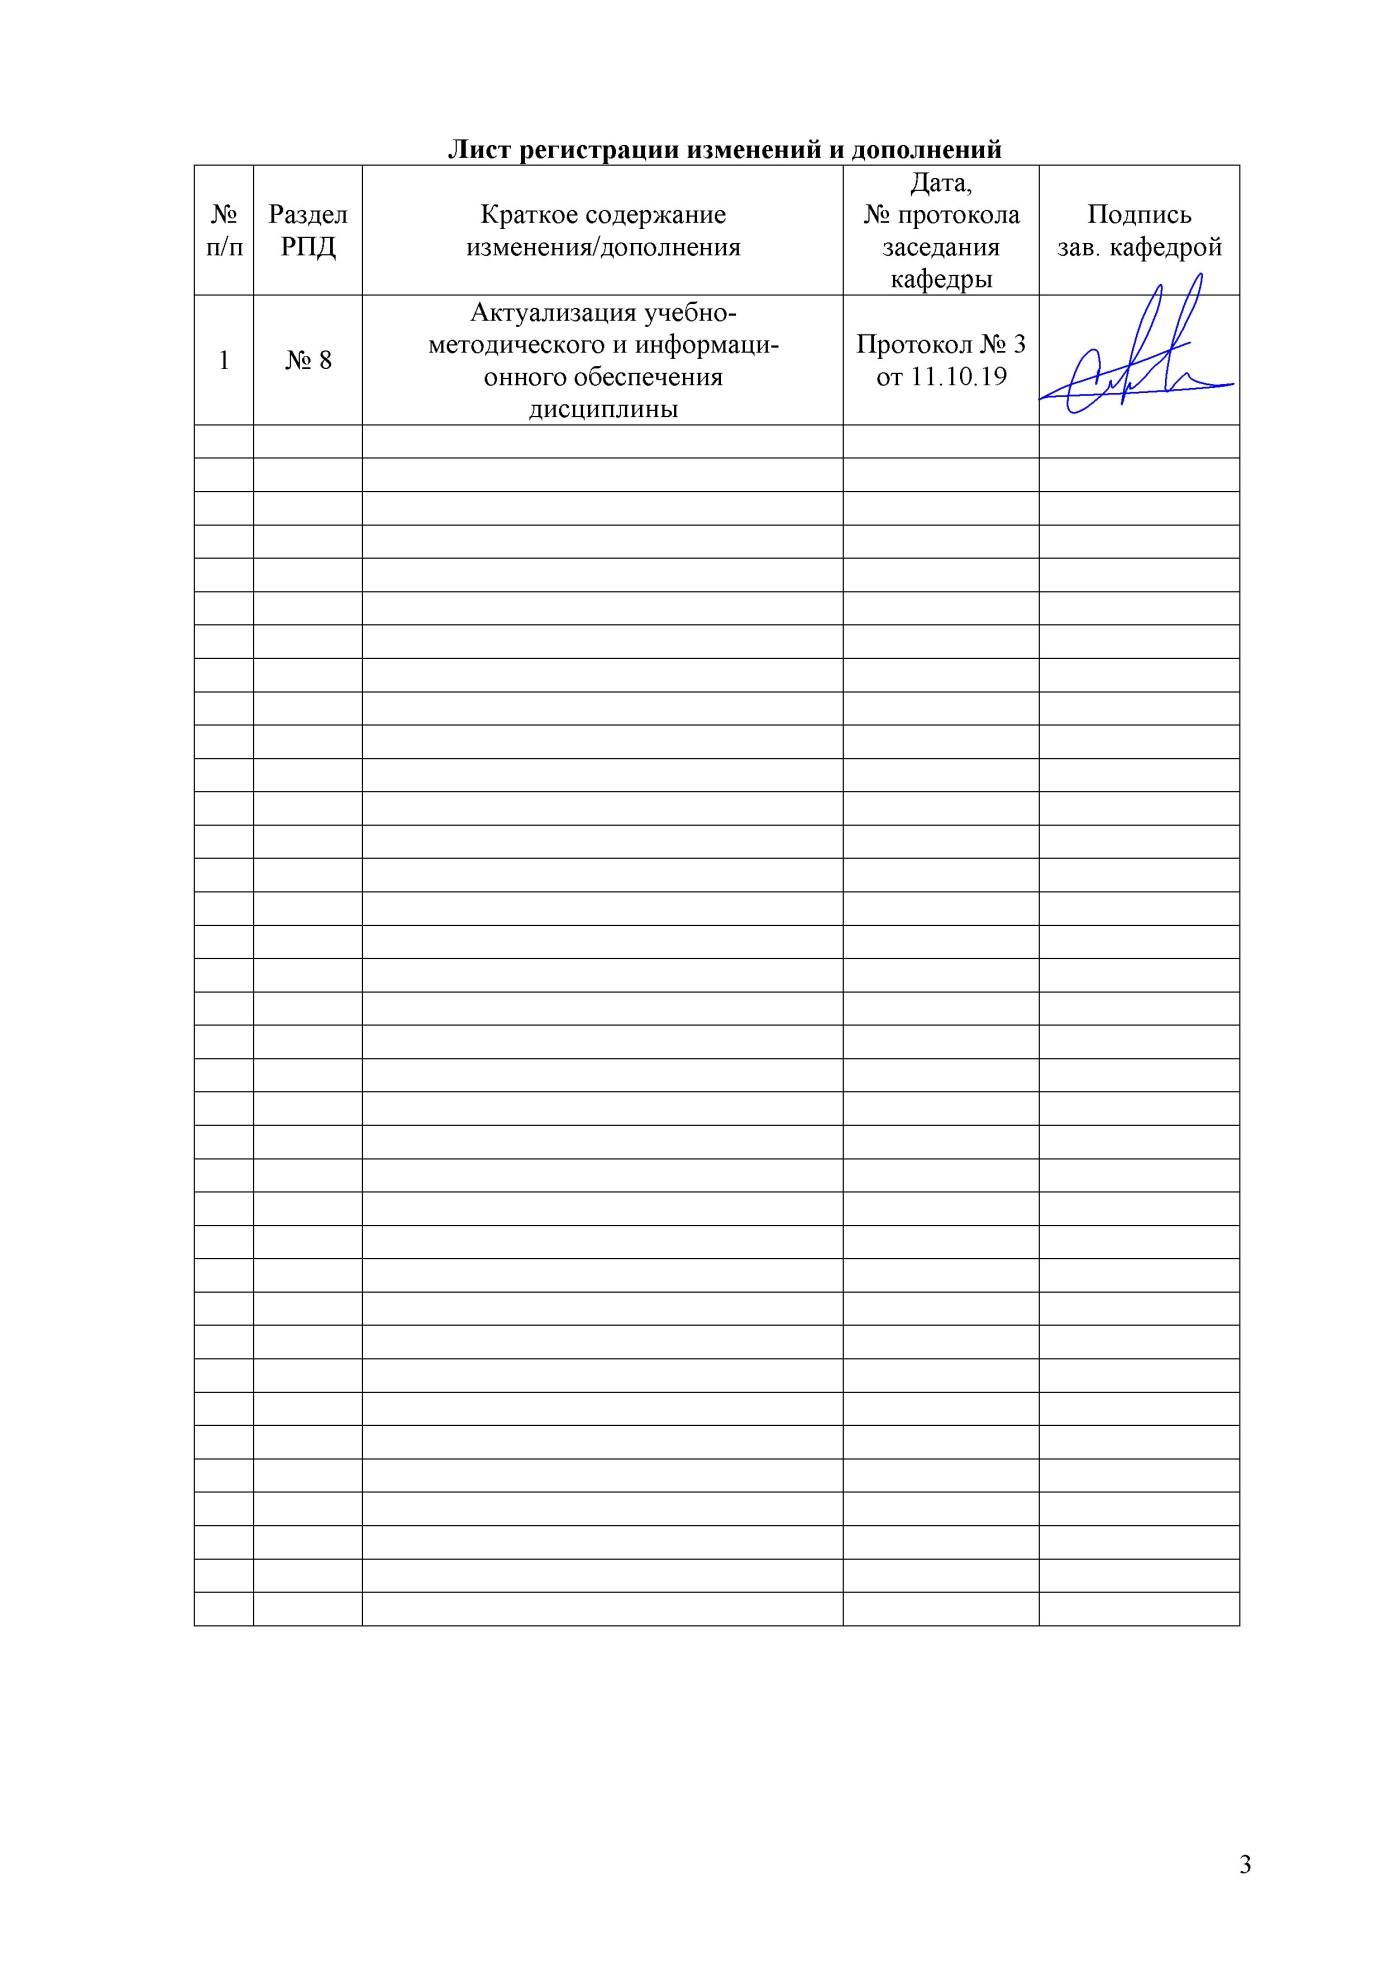 Лист регистрации изменений и дополнений
№
п/п
Раздел
РПД
Краткое содержание
изменения/дополнения
Дата,
№ протокола
заседания
кафедры
Подпись
зав. кафедрой
1
№ 8
Актуализация учебно-
методического и информаци-
онного обеспечения
дисциплины
Протокол № 3
от 11.10.19
3